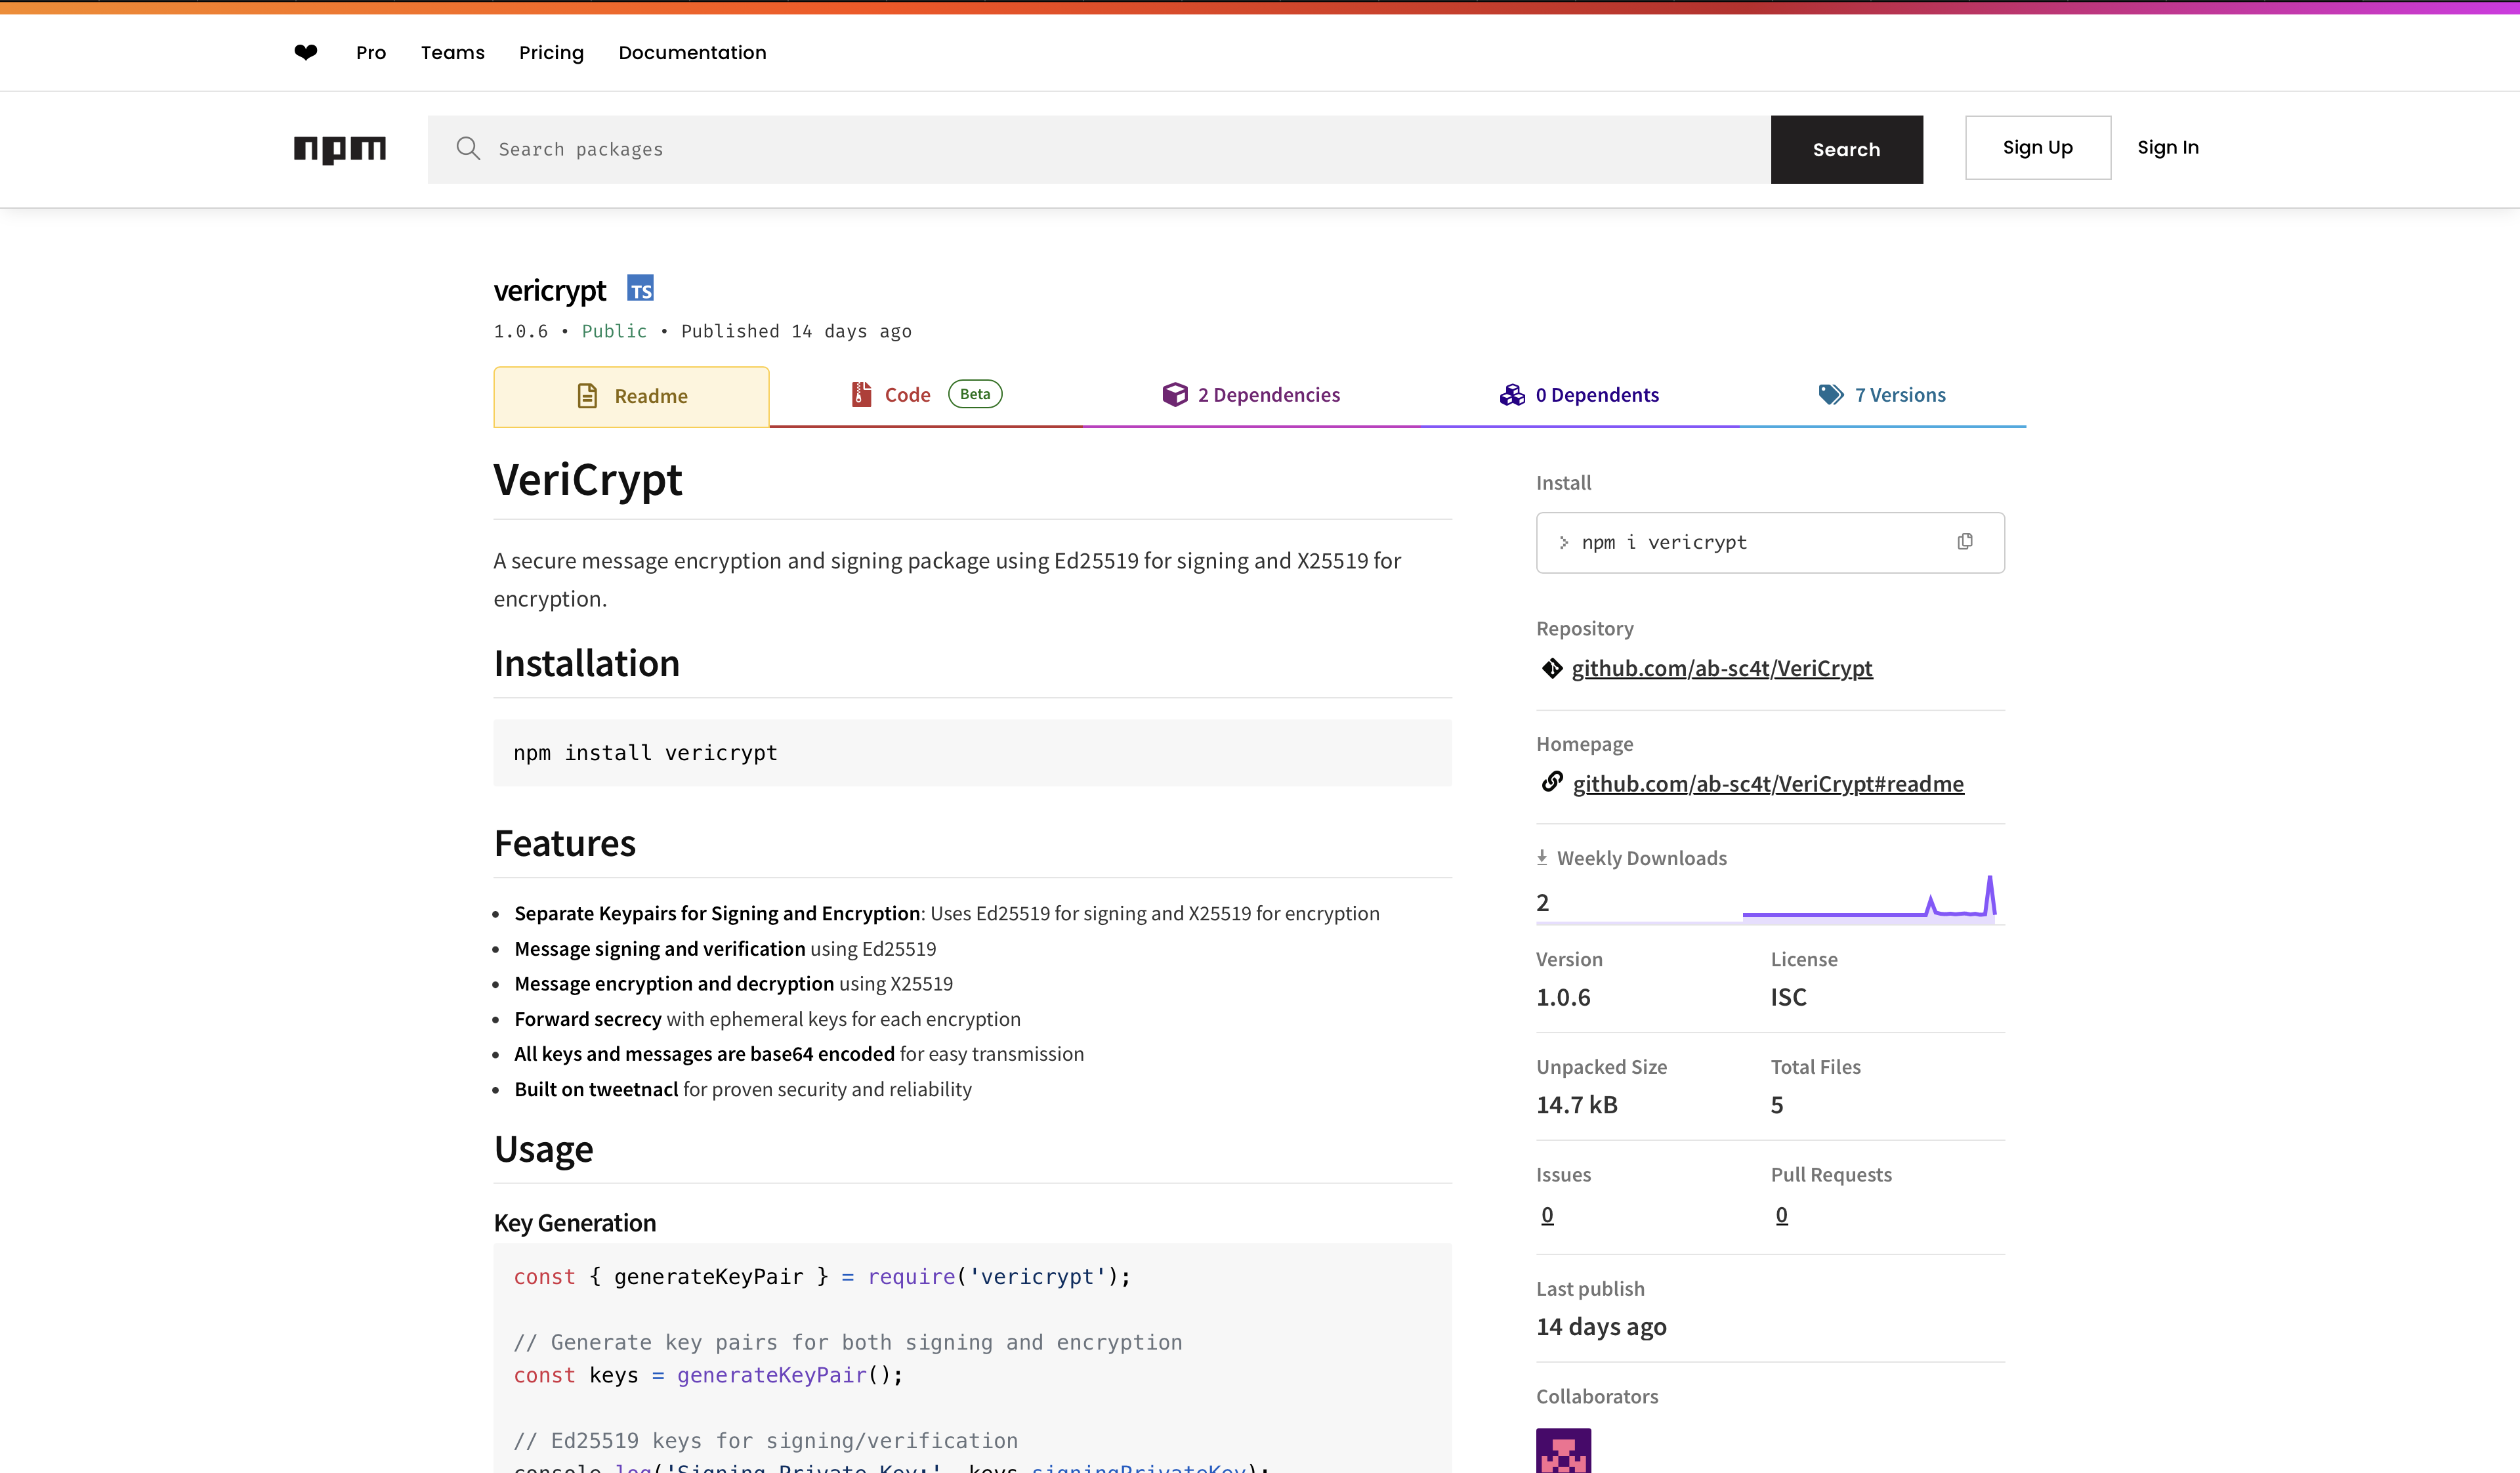 Pro Teams Pricing Documentation
npm Search packages Search Sign Up Sign In
vericrypt TS
1.0.6 • Public • Published 14 days ago
Readme Code Beta 2 Dependencies 0 Dependents 7 Versions
VeriCrypt
A secure message encryption and signing package using Ed25519 for signing and X25519 for
encryption.
Installation
npm install vericrypt
Features
• Separate Keypairs for Signing and Encryption: Uses Ed25519 for signing and X25519 for encryption
• Message signing and verification using Ed25519
• Message encryption and decryption using X25519
• Forward secrecy with ephemeral keys for each encryption
• All keys and messages are base64 encoded for easy transmission
• Built on tweetnacl for proven security and reliability
Usage
Key Generation
const { generateKeyPair } = require('vericrypt');
// Generate key pairs for both signing and encryption
const keys = generateKeyPair();
// Ed25519 keys for signing/verification
console.log('Signing Private Key:', keys.signingPrivateKey);
Install
> npm i vericrypt
Repository
github.com/ab-sc4t/VeriCrypt
Homepage
github.com/ab-sc4t/VeriCrypt#readme
Weekly Downloads
2
Version License
1.0.6 ISC
Unpacked Size Total Files
14.7 kB 5
Issues Pull Requests
0 0
Last publish
14 days ago
Collaborators